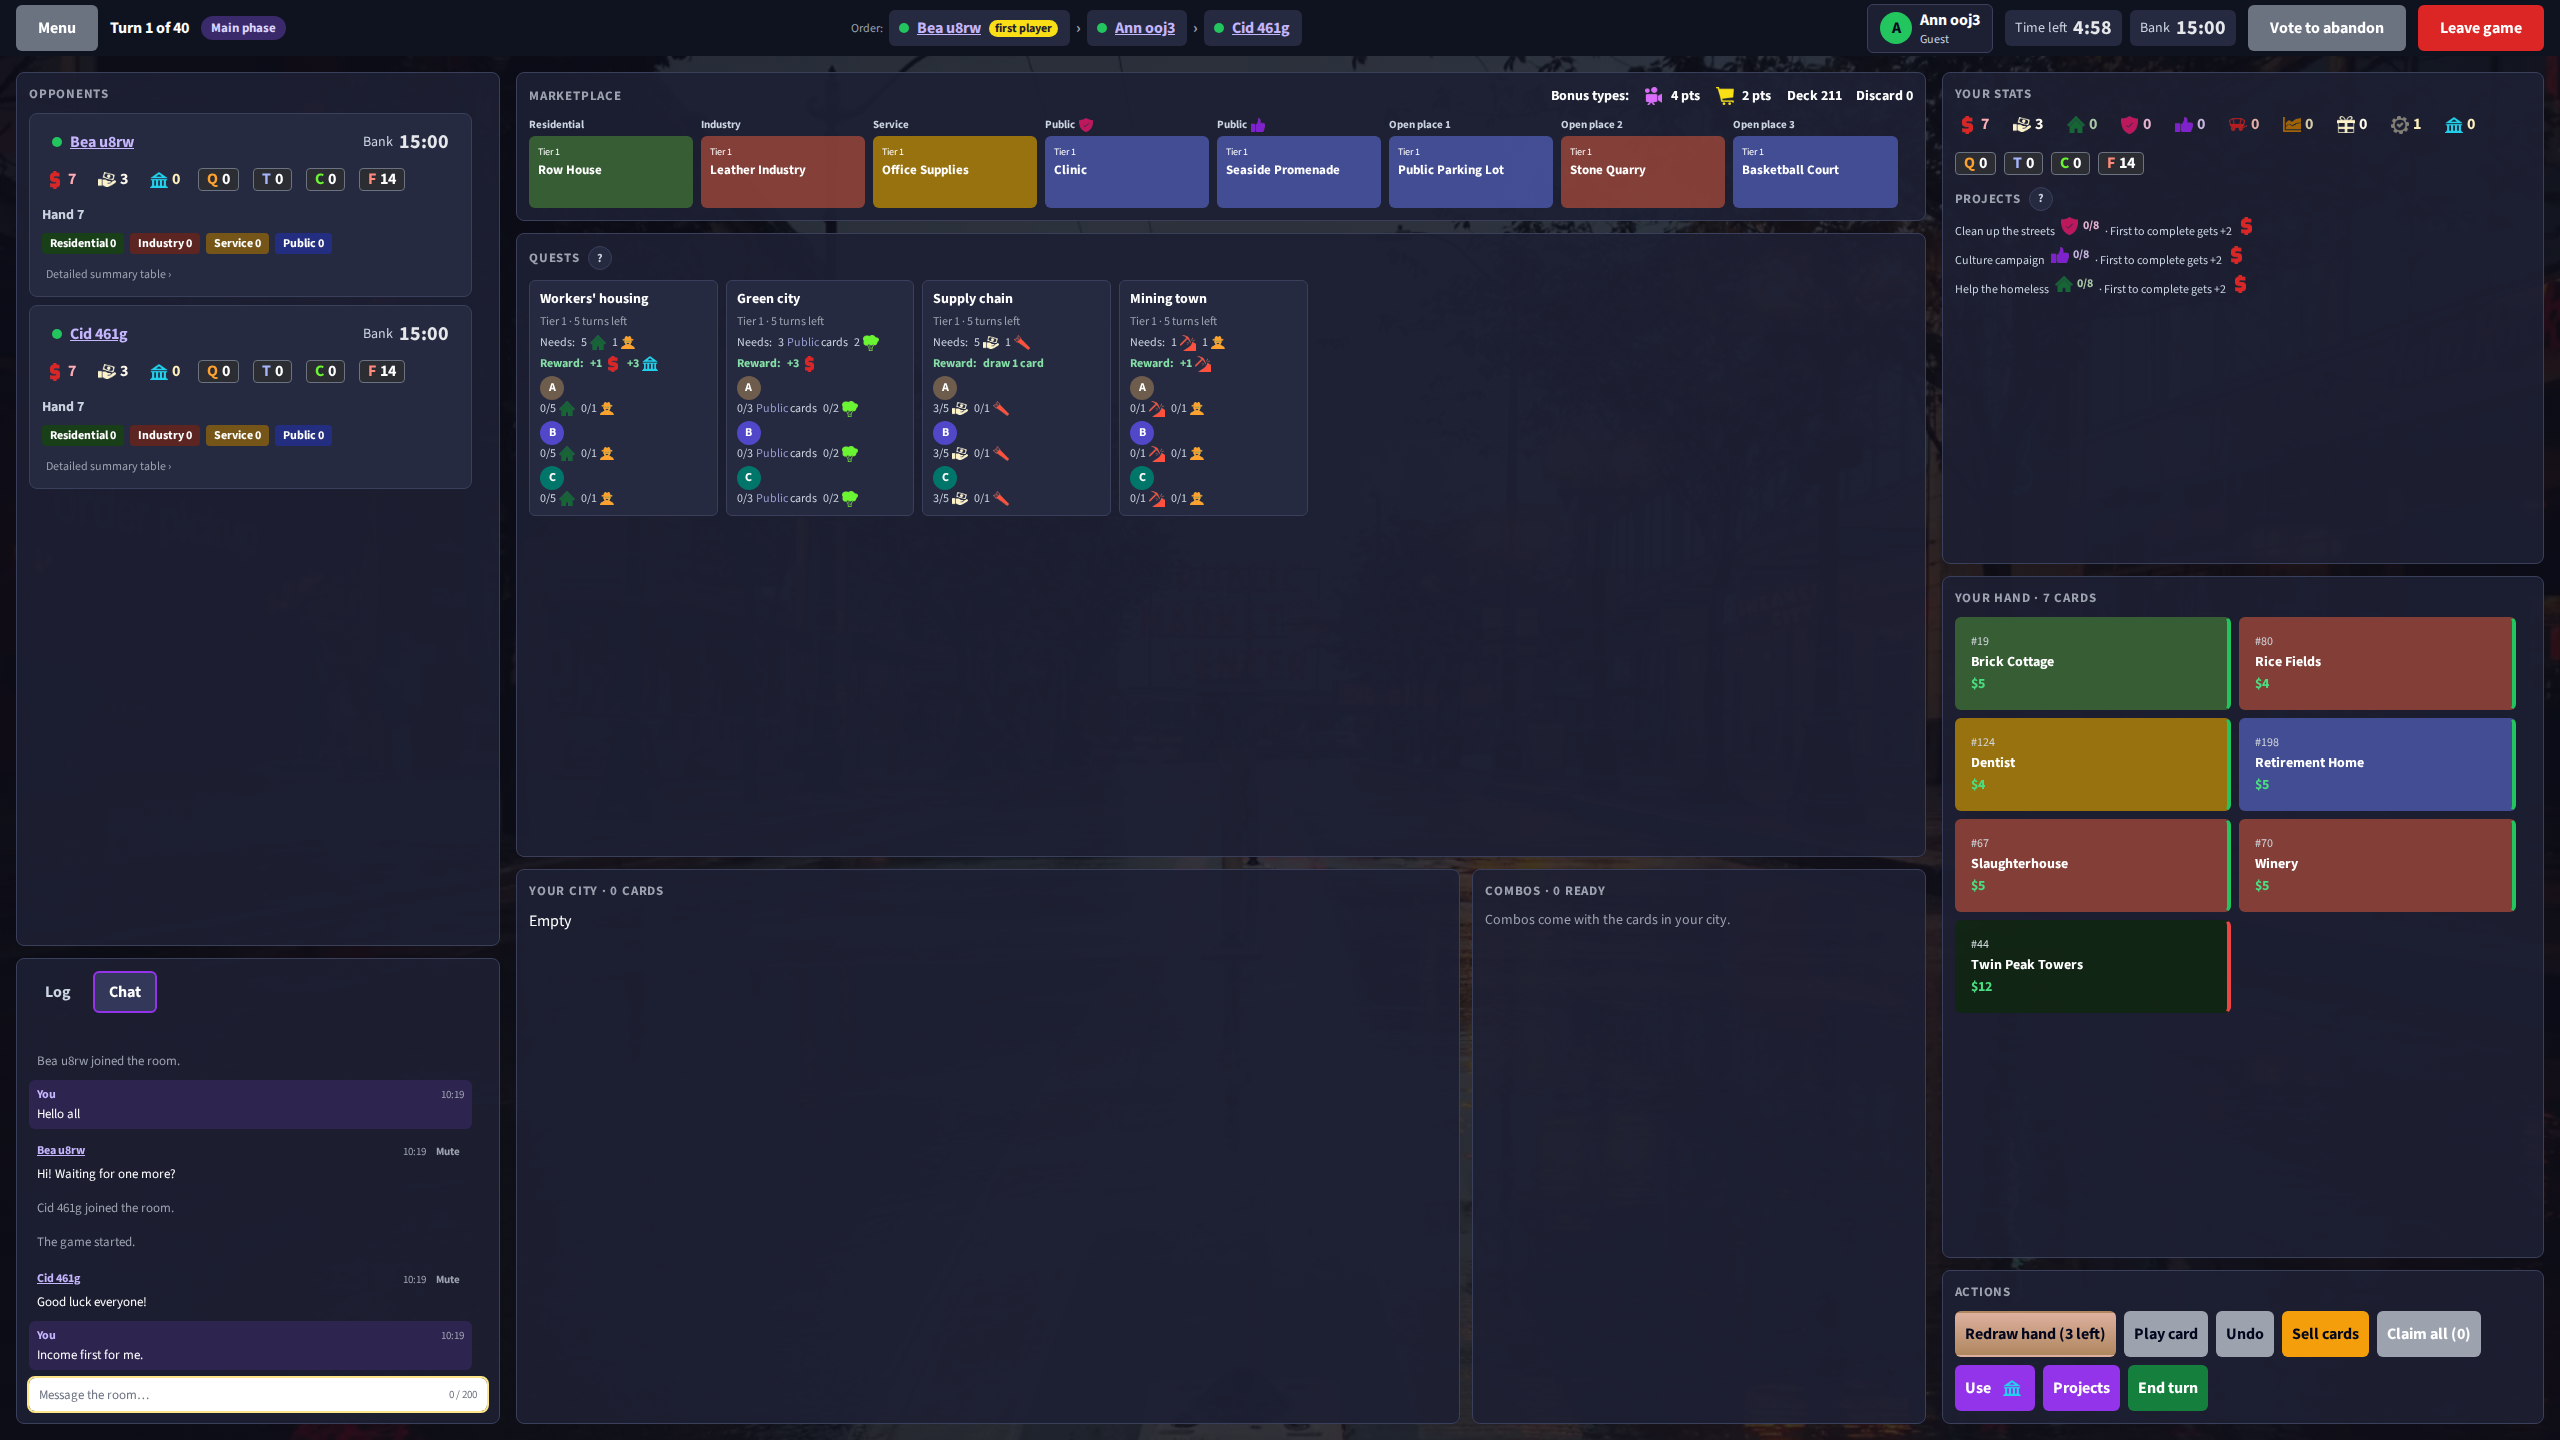 Menu
Turn 1 of 40
Main phase
Order:
Bea u8rw
first player
› Ann ooj3
› Cid 461g
A
Ann ooj3
Guest
Time left 4:58
Bank 15:00
Vote to abandon
Leave game
OPPONENTS
Bea u8rw
Bank 15:00
7 3 0 Q 0 T 0 C 0 F 14
Hand 7
Residential 0 Industry 0 Service 0 Public 0
Detailed summary table ›
Cid 461g
Bank 15:00
7 3 0 Q 0 T 0 C 0 F 14
Hand 7
Residential 0 Industry 0 Service 0 Public 0
Detailed summary table ›
Log
Chat
Bea u8rw joined the room.
You 10:19
Hello all
Bea u8rw 10:19 Mute
Hi! Waiting for one more?
Cid 461g joined the room.
The game started.
Cid 461g 10:19 Mute
Good luck everyone!
You 10:19
Income first for me.
Message the room… 0 / 200
MARKETPLACE
Bonus types: 4 pts 2 pts Deck 211 Discard 0
Residential
Tier 1
Row House
Industry
Tier 1
Leather Industry
Service
Tier 1
Office Supplies
Public
Tier 1
Clinic
Public
Tier 1
Seaside Promenade
Open place 1
Tier 1
Public Parking Lot
Open place 2
Tier 1
Stone Quarry
Open place 3
Tier 1
Basketball Court
QUESTS ?
Workers' housing
Tier 1 · 5 turns left
Needs: 5 1
Reward: +1 +3
A
0/5 0/1
B
0/5 0/1
C
0/5 0/1
Green city
Tier 1 · 5 turns left
Needs: 3 Public cards 2
Reward: +3
A
0/3 Public cards 0/2
B
0/3 Public cards 0/2
C
0/3 Public cards 0/2
Supply chain
Tier 1 · 5 turns left
Needs: 5 1
Reward: draw 1 card
A
3/5 0/1
B
3/5 0/1
C
3/5 0/1
Mining town
Tier 1 · 5 turns left
Needs: 1 1
Reward: +1
A
0/1 0/1
B
0/1 0/1
C
0/1 0/1
YOUR CITY · 0 CARDS
Empty
COMBOS · 0 READY
Combos come with the cards in your city.
YOUR STATS
7 3 0 0 0 0 0 0 1 0
Q 0 T 0 C 0 F 14
PROJECTS ?
Clean up the streets 0/8 · First to complete gets +2
Culture campaign 0/8 · First to complete gets +2
Help the homeless 0/8 · First to complete gets +2
YOUR HAND · 7 CARDS
#19
Brick Cottage
$5
#80
Rice Fields
$4
#124
Dentist
$4
#198
Retirement Home
$5
#67
Slaughterhouse
$5
#70
Winery
$5
#44
Twin Peak Towers
$12
ACTIONS
Redraw hand (3 left)
Play card
Undo
Sell cards
Claim all (0)
Use
Projects
End turn